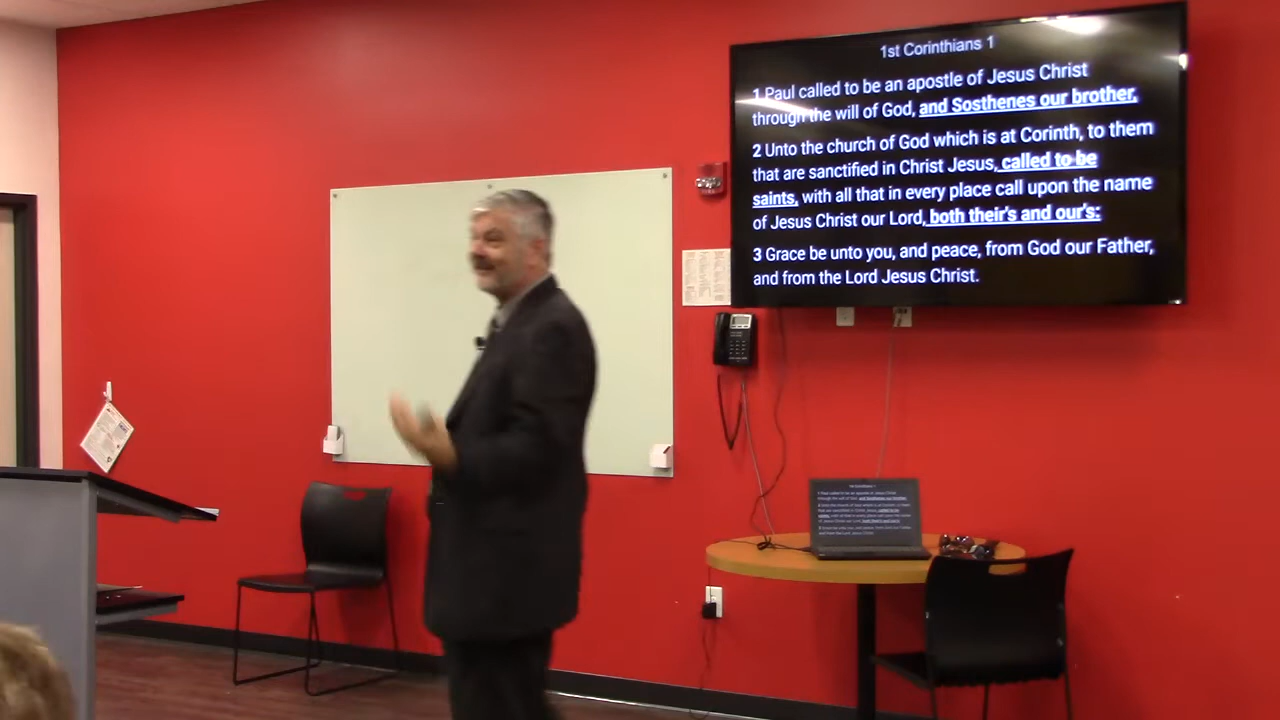 1st Corinthians 1
1 Paul called to be an apostle of Jesus Christ
through the will of God, and Sosthenes our brother,
2 Unto the church of God which is at Corinth, to them
that are sanctified in Christ Jesus, called to be
saints, with all that in every place call upon the name
of Jesus Christ our Lord, both their's and our's:
3 Grace be unto you, and peace, from God our Father,
and from the Lord Jesus Christ.